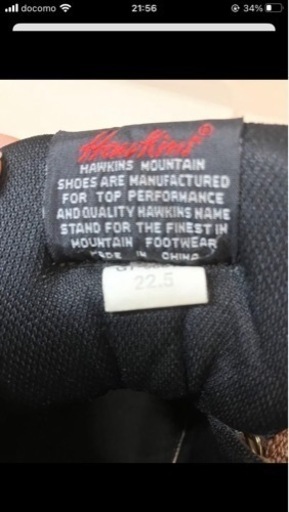 docomo 21:56 34%
Hawkins®
HAWKINS MOUNTAIN
SHOES ARE MANUFACTURED
FOR TOP PERFORMANCE
AND QUALITY HAWKINS NAME
STAND FOR THE FINEST IN
MOUNTAIN FOOTWEAR
MADE IN CHINA
22.5